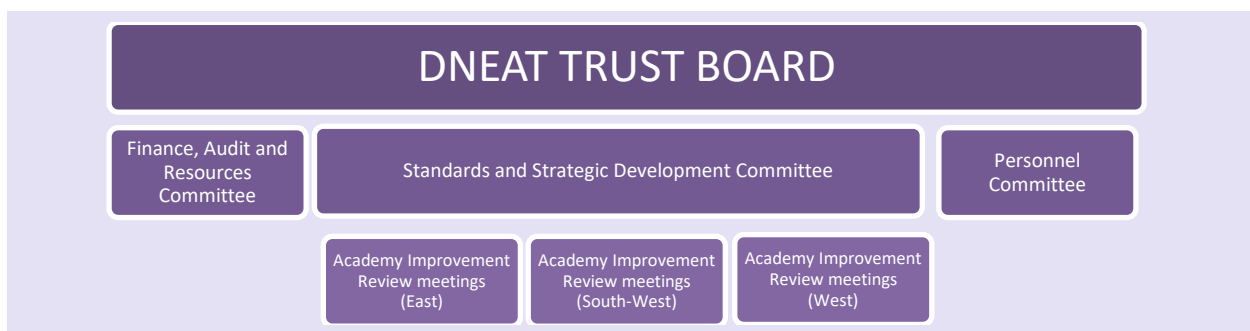 DNEAT TRUST BOARD
Finance, Audit and
Resources
Committee
Standards and Strategic Development Committee
Personnel
Committee
Academy Improvement
Review meetings
(East)
Academy Improvement
Review meetings
(South-West)
Academy Improvement
Review meetings
(West)